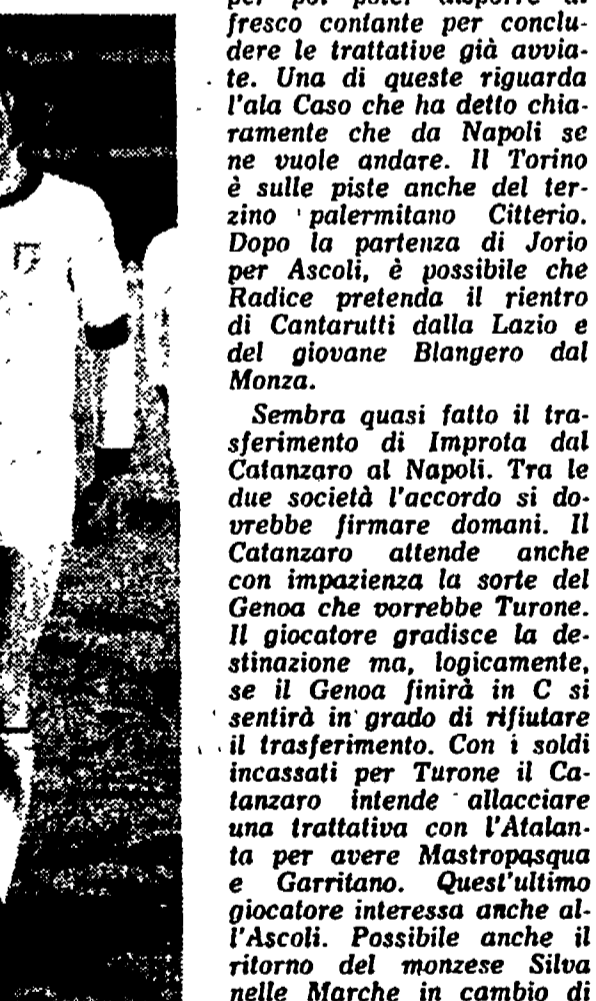 per poi poter disporre di
fresco contante per conclu-
dere le trattative già avvia-
te. Una di queste riguarda
l'ala Caso che ha detto chia-
ramente che da Napoli se
ne vuole andare. Il Torino
è sulle piste anche del ter-
zino palermitano Citterio.
Dopo la partenza di Jorio
per Ascoli, è possibile che
Radice pretenda il rientro
di Cantarutti dalla Lazio e
del giovane Blangero dal
Monza.
Sembra quasi fatto il tra-
sferimento di Improta dal
Catanzaro al Napoli. Tra le
due società l'accordo si do-
vrebbe firmare domani. Il
Catanzaro attende anche
con impazienza la sorte del
Genoa che vorrebbe Turone.
Il giocatore gradisce la de-
stinazione ma, logicamente,
se il Genoa finirà in C si
sentirà in grado di rifiutare
il trasferimento. Con i soldi
incassati per Turone il Ca-
tanzaro intende allacciare
una trattativa con l'Atalan-
ta per avere Mastropasqua
e Garritano. Quest'ultimo
giocatore interessa anche al-
l'Ascoli. Possibile anche il
ritorno del monzese Silva
nelle Marche in cambio di